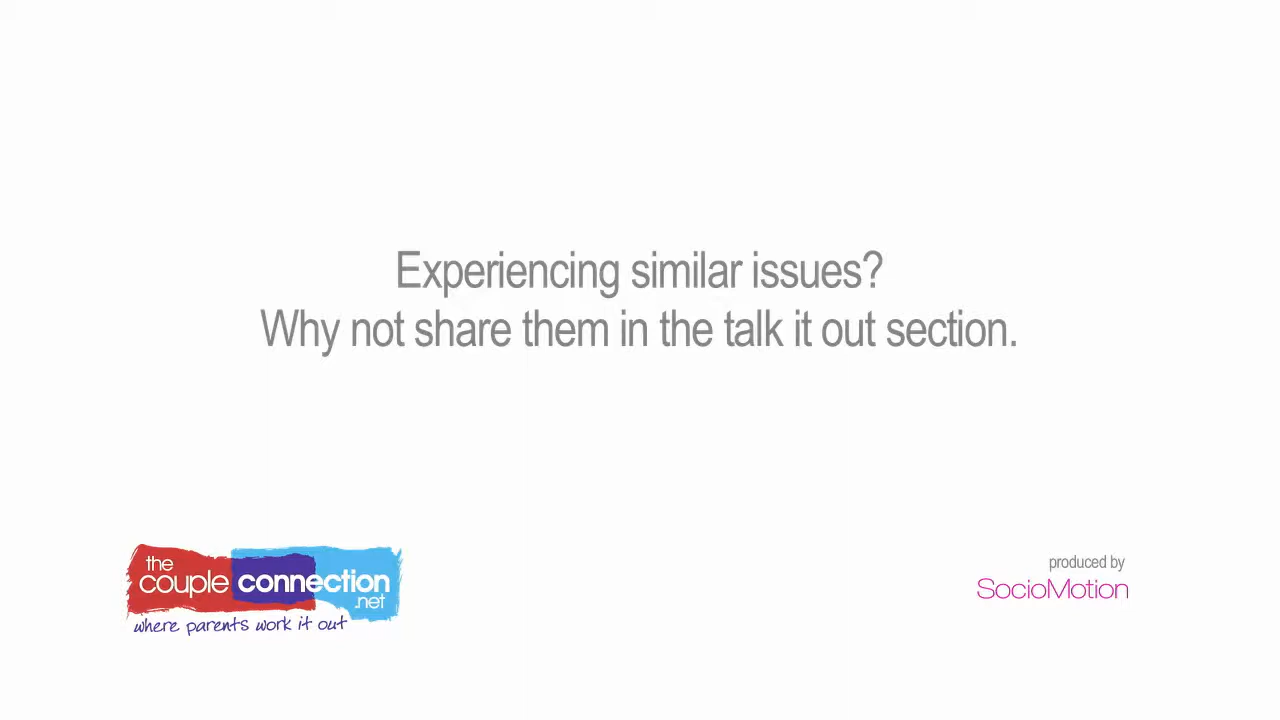 Experiencing similar issues?
Why not share them in the talk it out section.
the
couple connection
.net
where parents work it out
produced by
SocioMotion